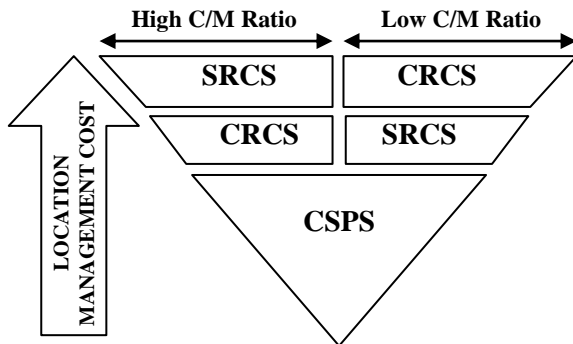 High C/M Ratio
Low C/M Ratio
SRCS
CRCS
CRCS
SRCS
CSPS
LOCATION
MANAGEMENT COST